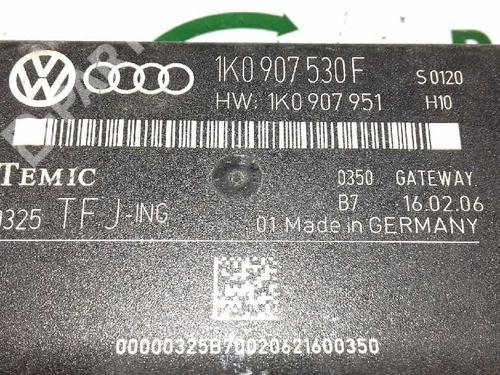 1K0 907 530 F S 0120
HW: 1K0 907 951 H10
TEMIC 0350 GATEWAY
0325 TFJ-ING B7 16.02.06
01 Made in GERMANY
00000325B70020621600350